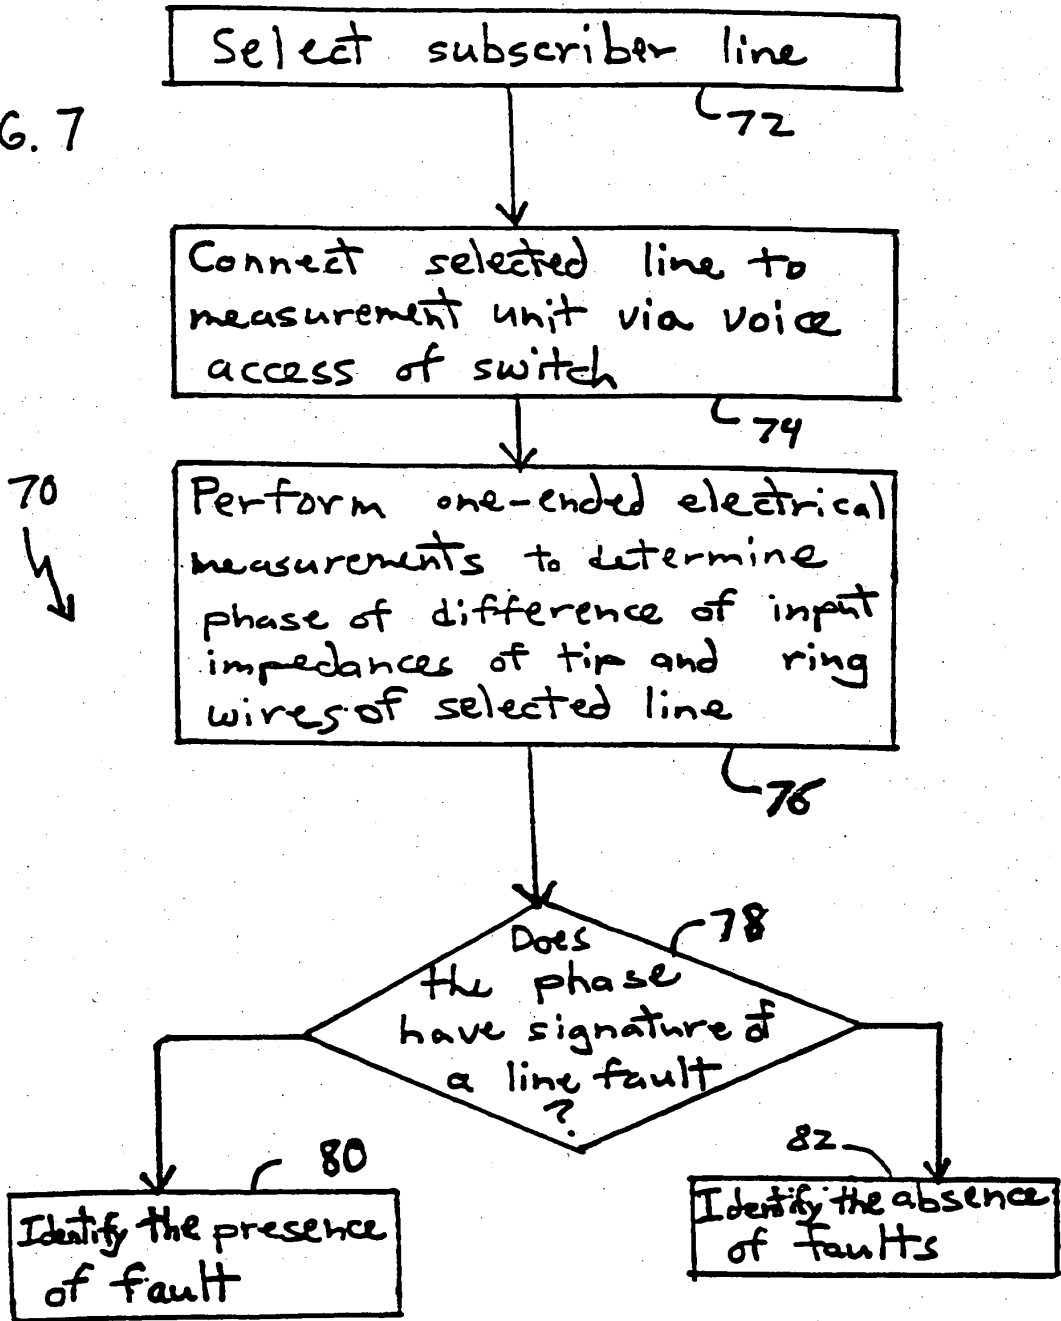 Select subscriber line
72
G. 7
Connect selected line to
measurement unit via voice
access of switch
74
70
Perform one-ended electrical
measurements to determine
phase of difference of input
impedances of tip and ring
wires of selected line
76
78
Does
the phase
have signature of
a line fault
?
80
82
Identify the presence
of fault
Identify the absence
of faults